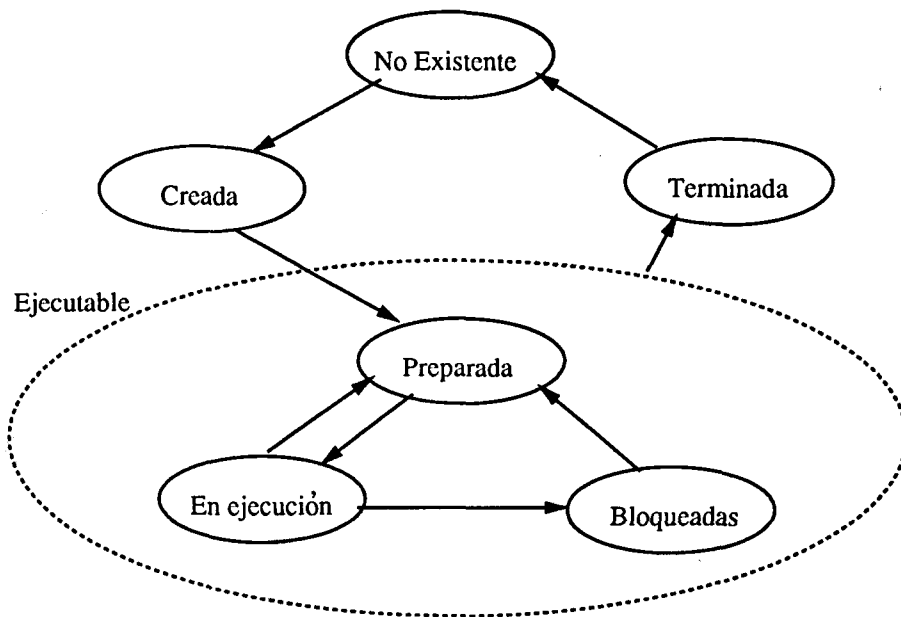 No Existente
Creada
Terminada
Ejecutable
Preparada
En ejecución
Bloqueadas